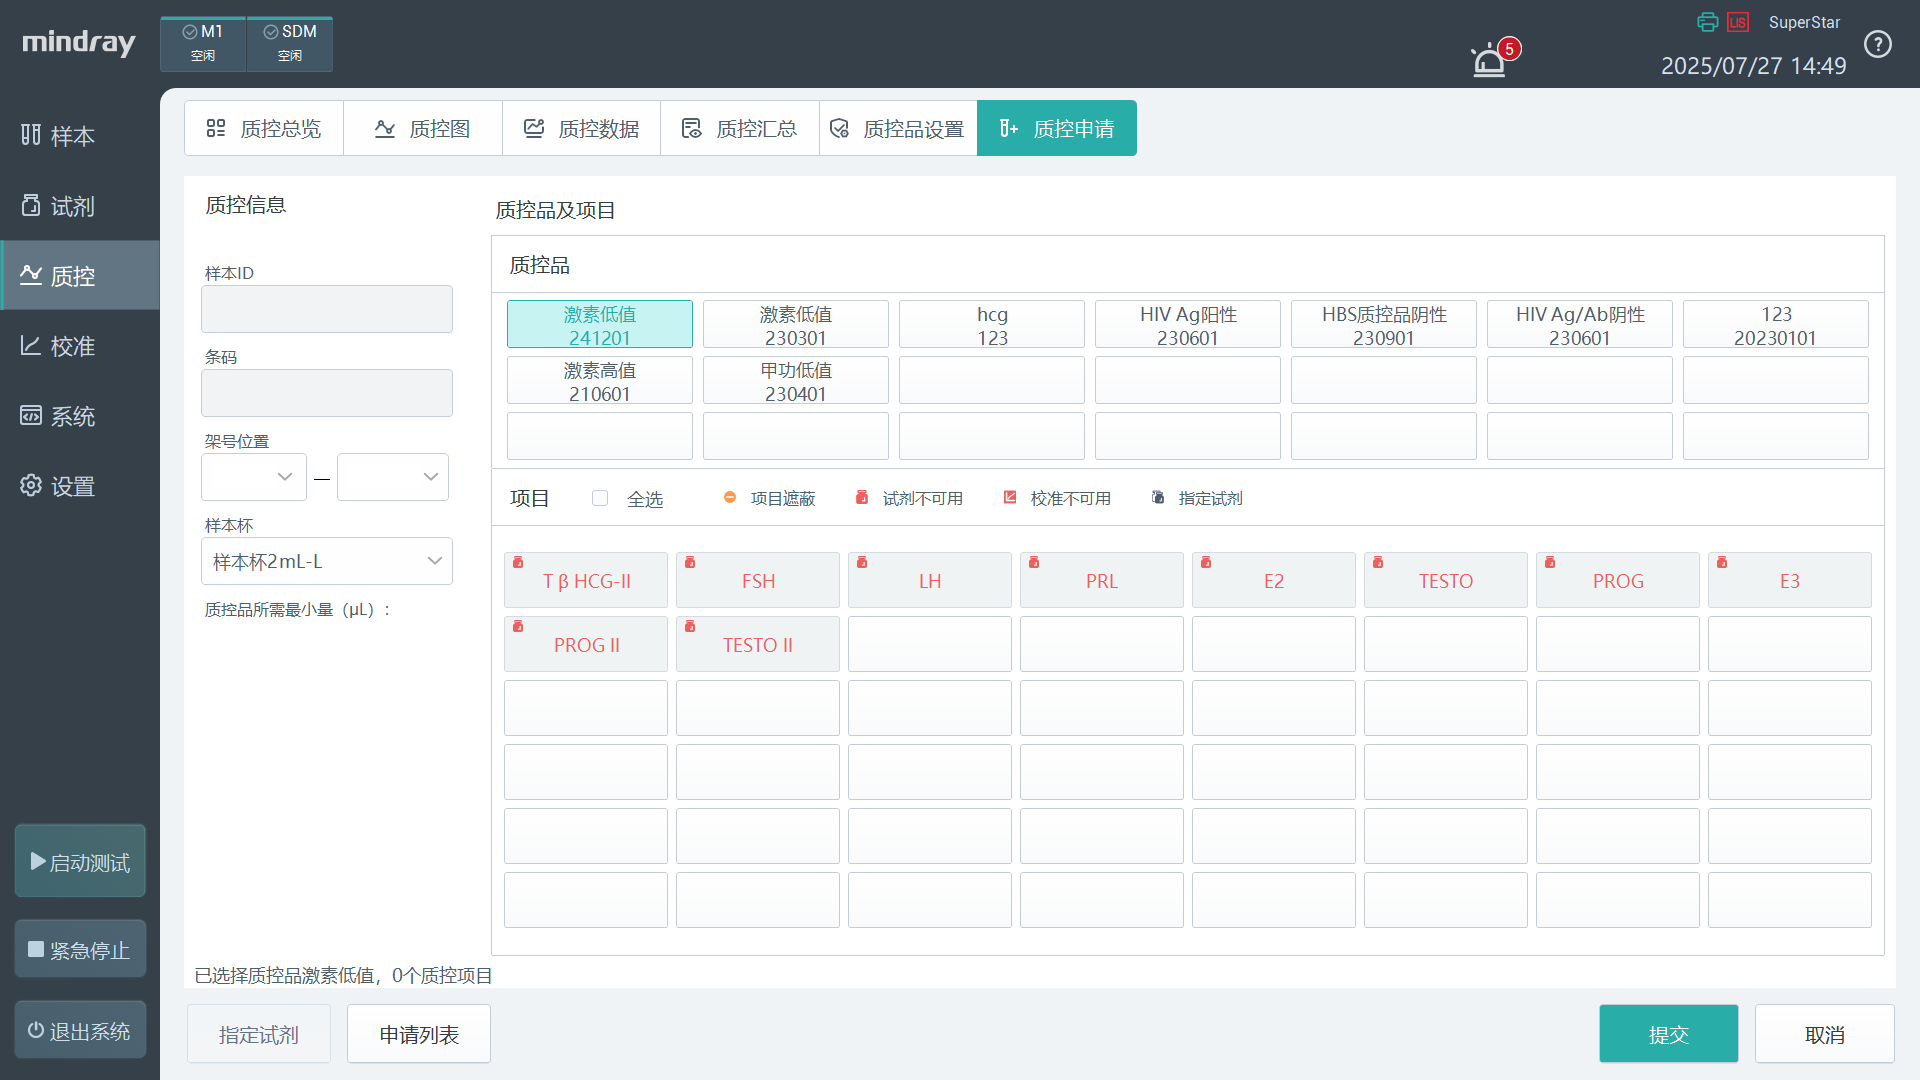 mindray
M1
空闲
SDM
空闲
5
LIS
SuperStar
2025/07/27 14:49
?
样本
试剂
质控
校准
系统
设置
启动测试
紧急停止
退出系统
质控总览
质控图
质控数据
质控汇总
质控品设置
质控申请
质控信息
样本ID
条码
架号位置
—
样本杯
样本杯2mL-L
质控品所需最小量（μL）：
质控品及项目
质控品
激素低值
241201
激素低值
230301
hcg
123
HIV Ag阳性
230601
HBS质控品阴性
230901
HIV Ag/Ab阴性
230601
123
20230101
激素高值
210601
甲功低值
230401
项目
全选
项目遮蔽
试剂不可用
校准不可用
指定试剂
T β HCG-II
FSH
LH
PRL
E2
TESTO
PROG
E3
PROG II
TESTO II
已选择质控品激素低值，0个质控项目
指定试剂
申请列表
提交
取消